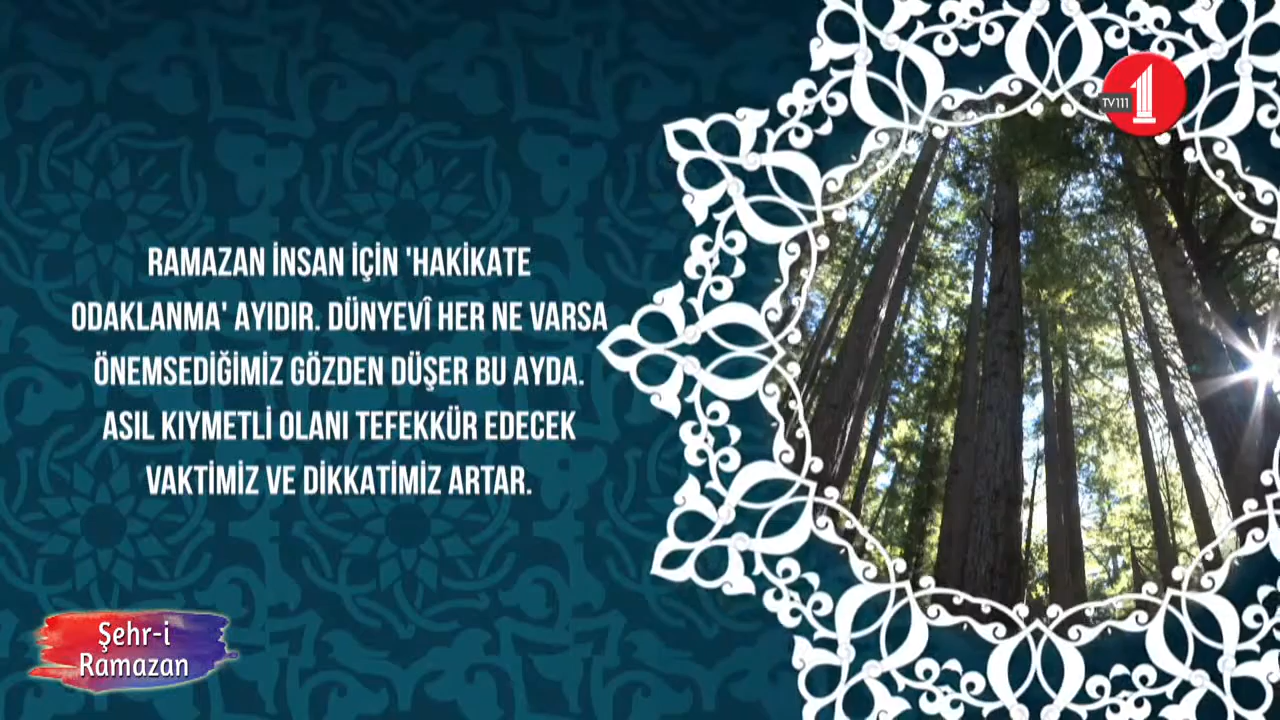 TV111
1
RAMAZAN İNSAN İÇİN 'HAKİKATE
ODAKLANMA' AYIDIR. DÜNYEVÎ HER NE VARSA
ÖNEMSEDİĞİMİZ GÖZDEN DÜŞER BU AYDA.
ASIL KIYMETLİ OLANI TEFEKKÜR EDECEK
VAKTİMİZ VE DİKKATİMİZ ARTAR.
Şehr-i
Ramazan